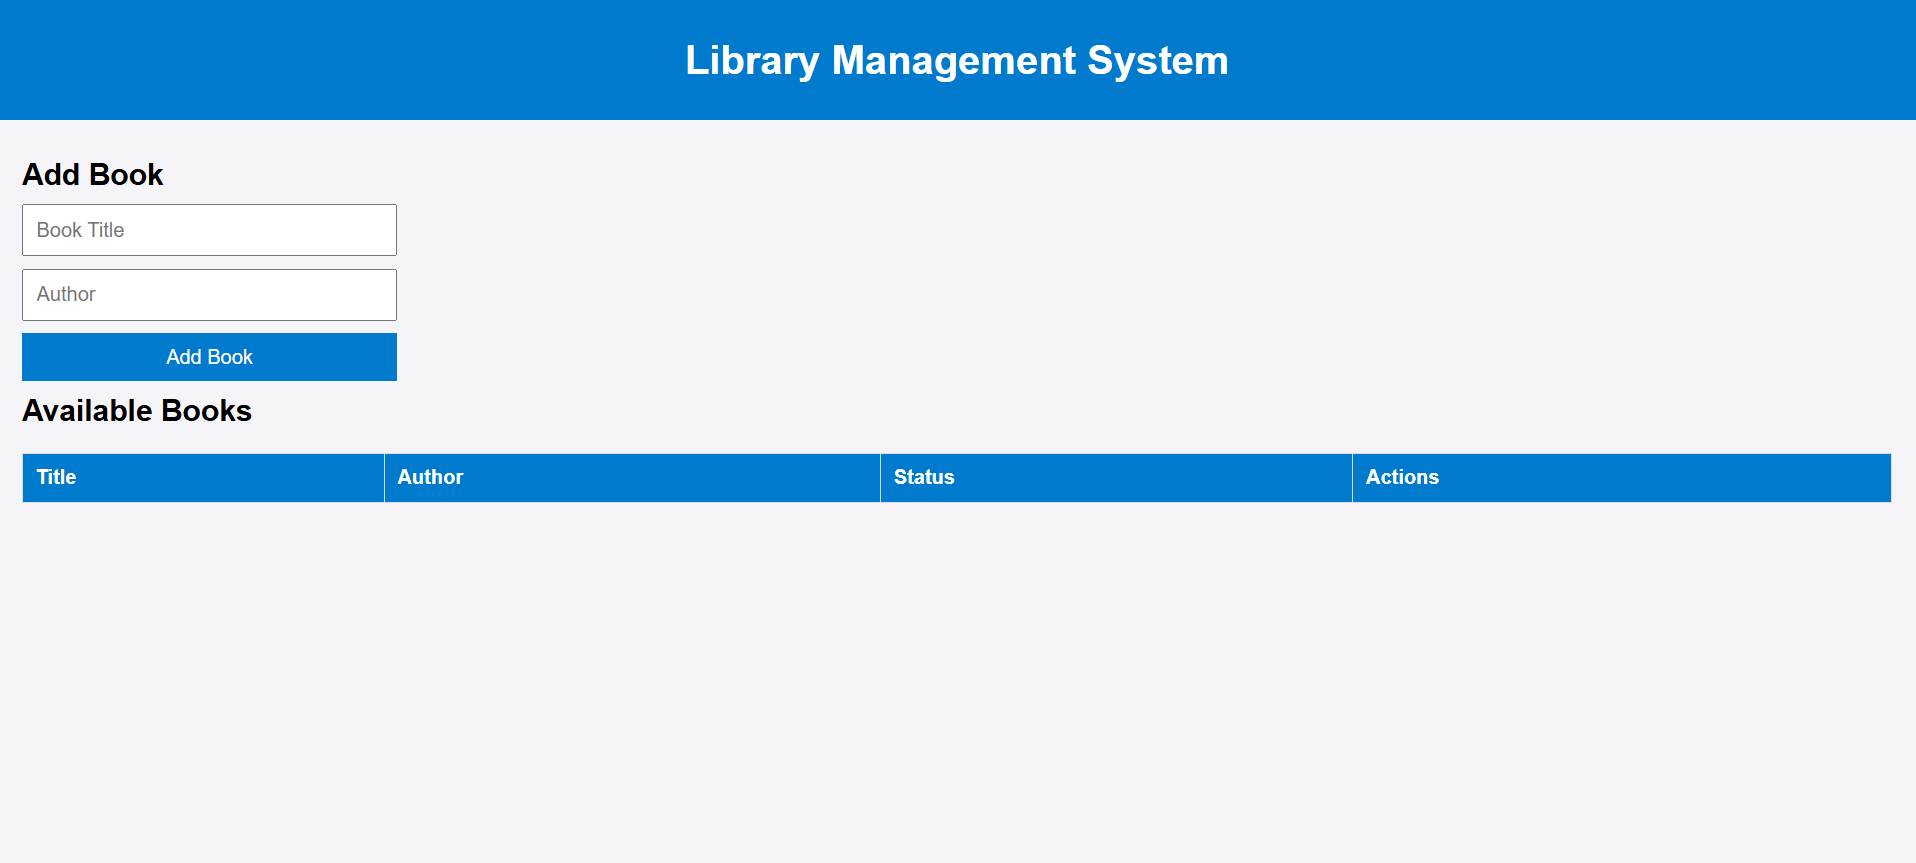 Library Management System
Add Book
Book Title
Author
Add Book
Available Books
Title Author Status Actions